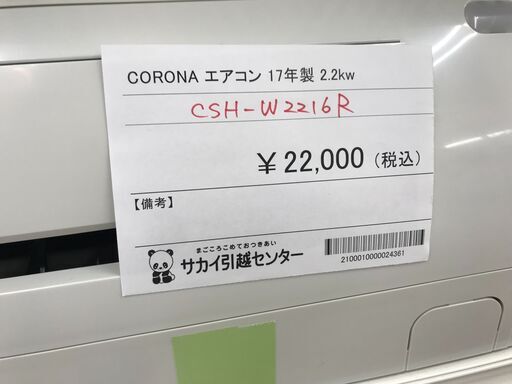 CORONA エアコン 17年製 2.2kw
CSH-W2216R
￥22,000（税込）
【備考】
まごころこめておつきあい
サカイ引越センター
2100010000024361